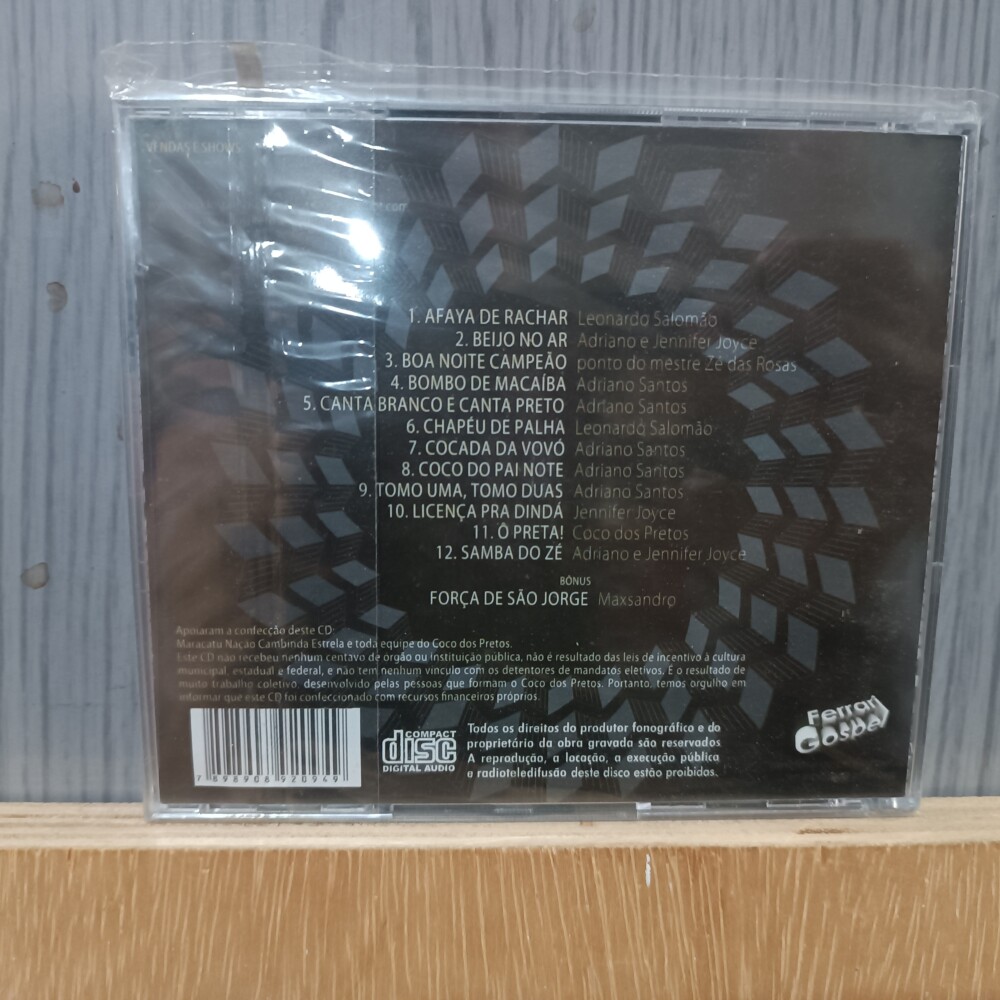 VENDAS E SHOWS
1. AFAYA DE RACHAR Leonardo Salomão
2. BEIJO NO AR Adriano e Jennifer Joyce
3. BOA NOITE CAMPEÃO ponto do mestre Zé das Rosas
4. BOMBO DE MACAÍBA Adriano Santos
5. CANTA BRANCO E CANTA PRETO Adriano Santos
6. CHAPÉU DE PALHA Leonardo Salomão
7. COCADA DA VOVÓ Adriano Santos
8. COCO DO PAI NOTE Adriano Santos
9. TOMO UMA, TOMO DUAS Adriano Santos
10. LICENÇA PRA DINDÁ Jennifer Joyce
11. Ô PRETA! Coco dos Pretos
12. SAMBA DO ZÉ Adriano e Jennifer Joyce
BÔNUS
FORÇA DE SÃO JORGE Maxsandro
Apoiaram a confecção deste CD:
Maracatu Nação Cambinda Estrela e toda equipe do Coco dos Pretos.
Este CD não recebeu nenhum centavo de órgão ou instituição pública, não é resultado das leis de incentivo à cultura
municipal, estadual e federal, e não tem nenhum vínculo com os detentores de mandatos eletivos. É o resultado de
muito trabalho coletivo, desenvolvido pelas pessoas que formam o Coco dos Pretos. Portanto, temos orgulho em
informar que este CD foi confeccionado com recursos financeiros próprios.
7 898908 920949
COMPACT
disc
DIGITAL AUDIO
Todos os direitos do produtor fonográfico e do
proprietário da obra gravada são reservados
A reprodução, a locação, a execução pública
e radioteledifusão deste disco estão proibidas.
Ferrari
Gospel